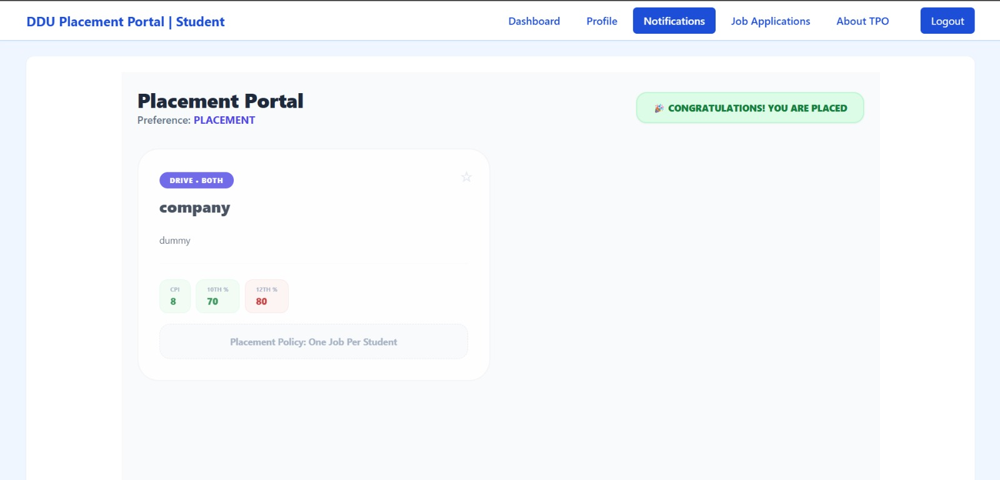 DDU Placement Portal | Student
Dashboard
Profile
Notifications
Job Applications
About TPO
Logout
Placement Portal
Preference: PLACEMENT
🎉 CONGRATULATIONS! YOU ARE PLACED
DRIVE • BOTH
company
dummy
CPI
8
10TH %
70
12TH %
80
Placement Policy: One Job Per Student